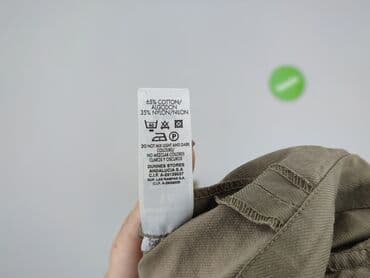 65% COTTON/
ALGODON
35% NYLON/NILON
P
DO NOT MIX LIGHT AND DARK
COLOURS/
NO MEZCLAR COLORES
CLAROS Y OSCUROS
DUNNES STORES
ANDALUCIA S.A.